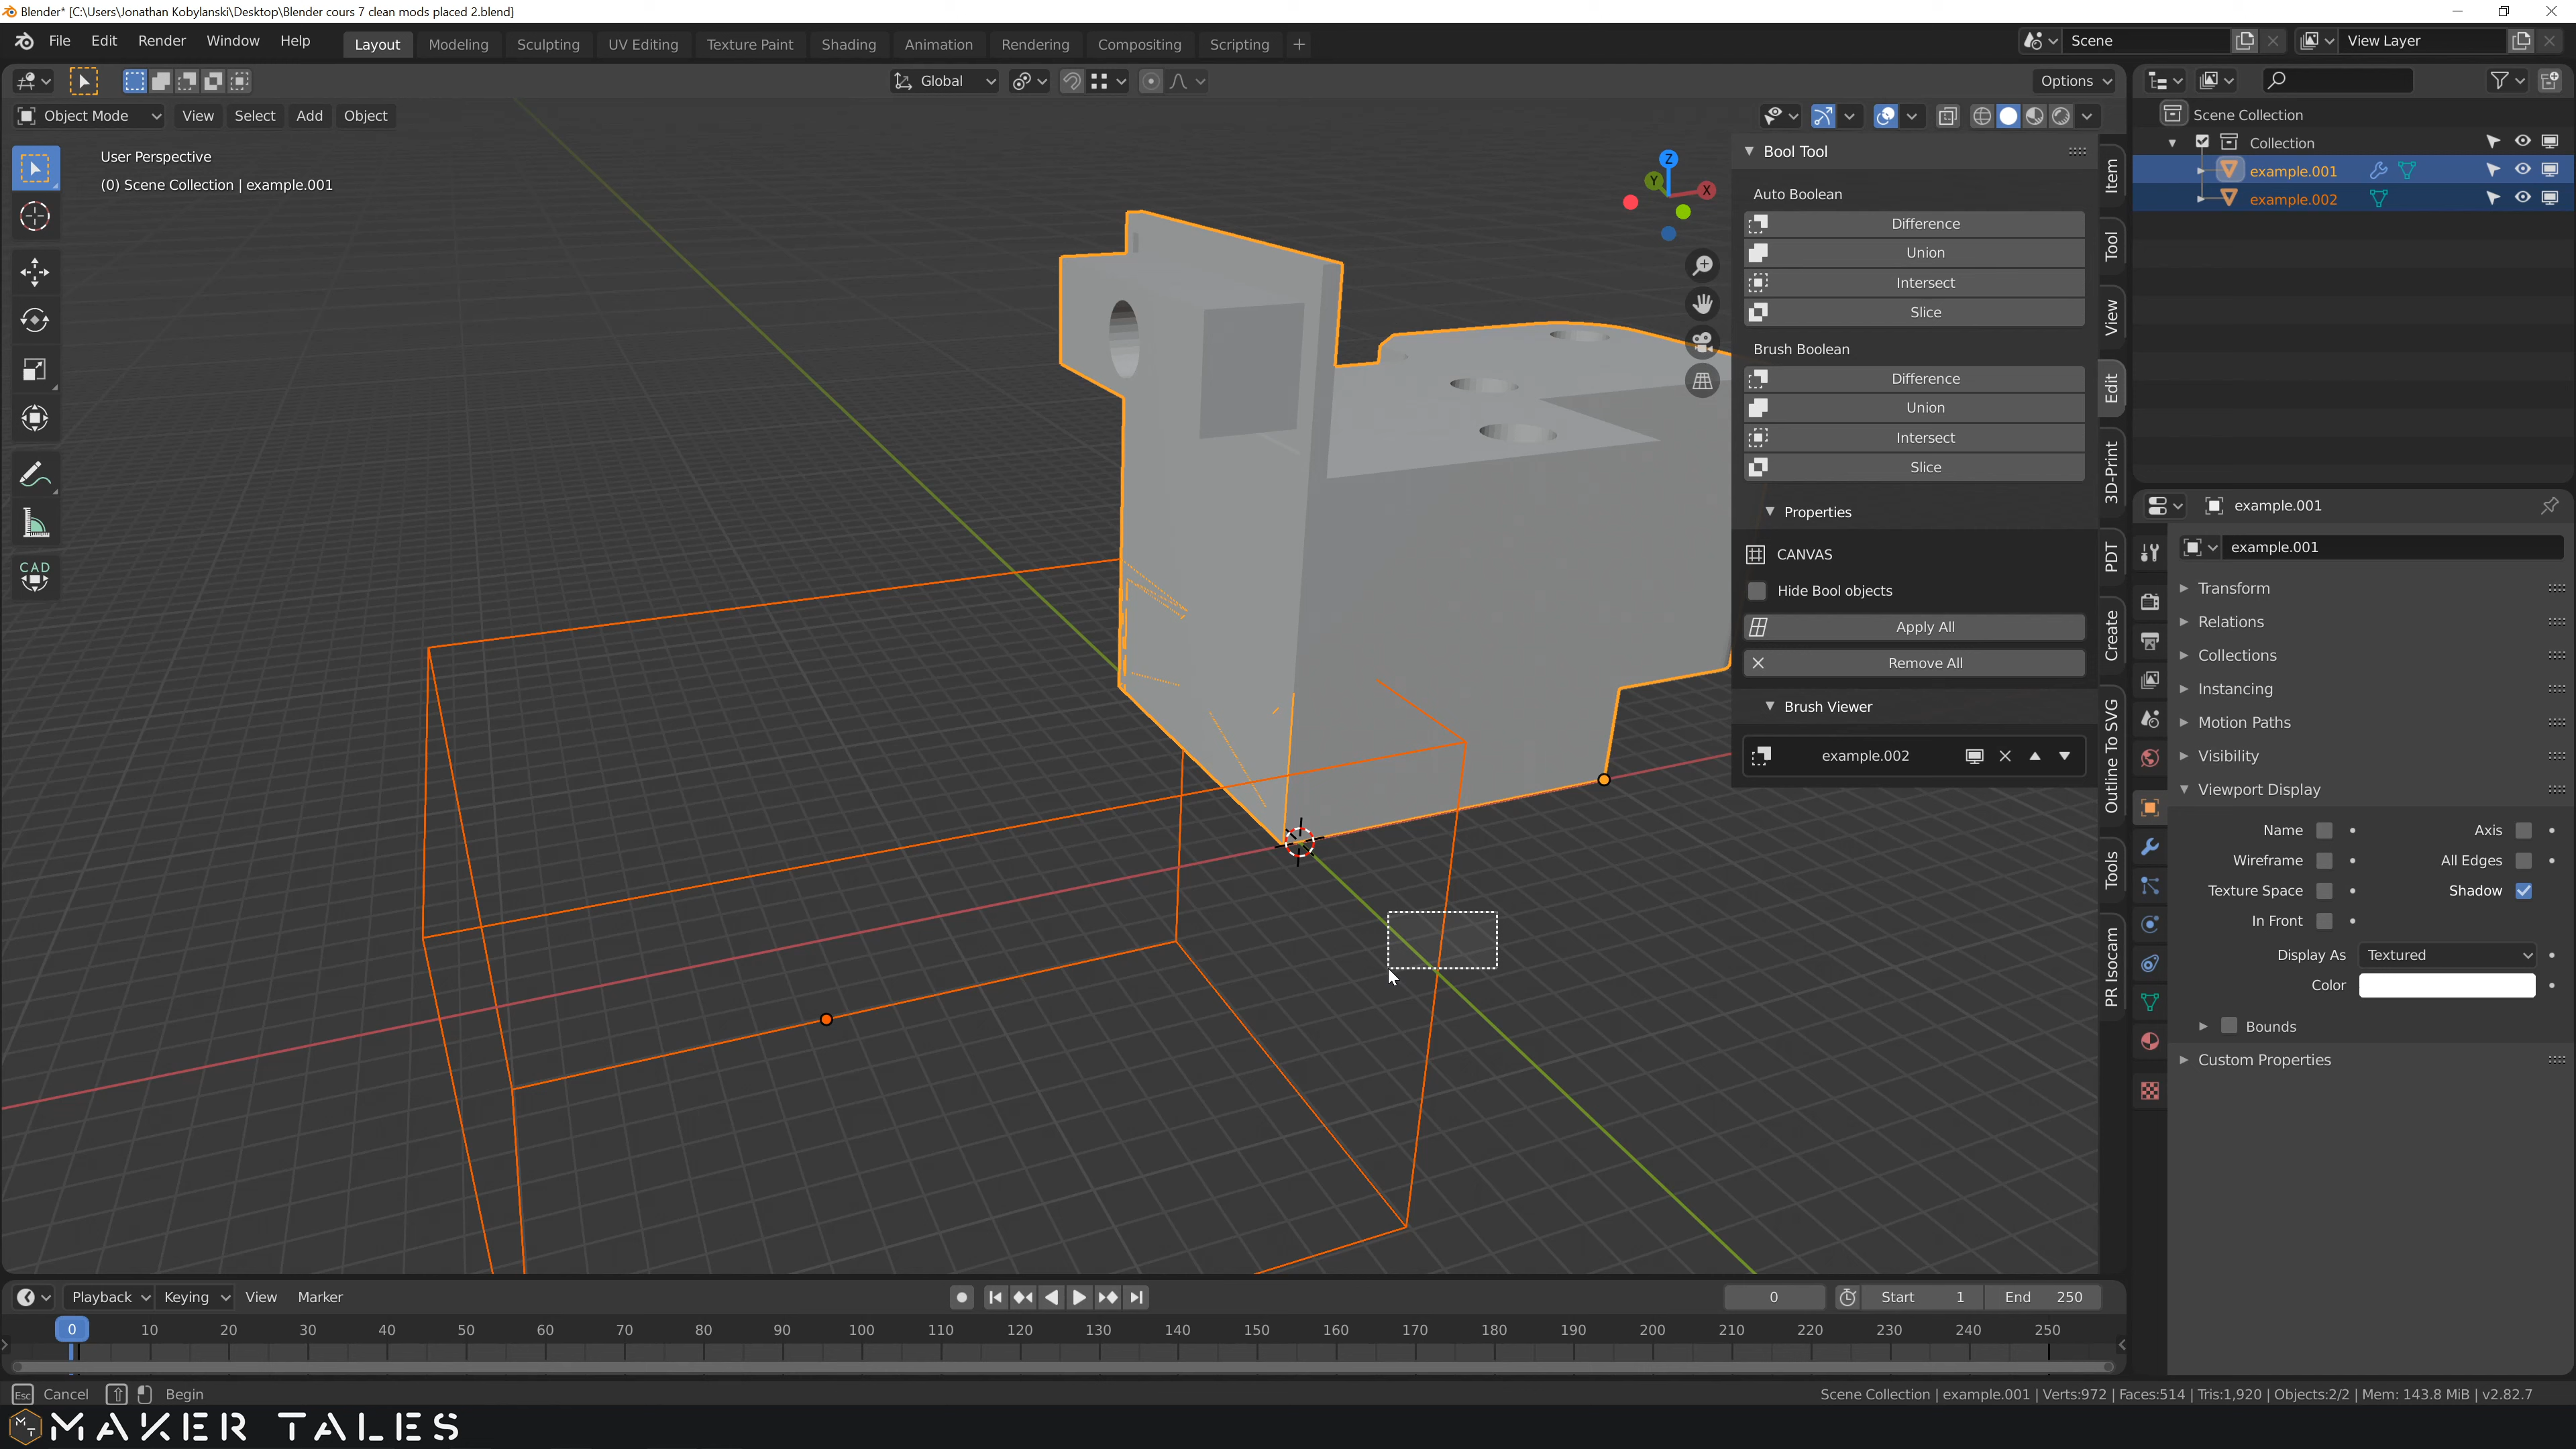 Blender* [C:\Users\Jonathan Kobylanski\Desktop\Blender cours 7 clean mods placed 2.blend]
File Edit Render Window Help
Layout Modeling Sculpting UV Editing Texture Paint Shading Animation Rendering Compositing Scripting +
Scene View Layer
Global
Options
Object Mode View Select Add Object
User Perspective
(0) Scene Collection | example.001
CAD
Z
Y
X
Bool Tool
Auto Boolean
Difference
Union
Intersect
Slice
Brush Boolean
Difference
Union
Intersect
Slice
Properties
CANVAS
Hide Bool objects
Apply All
Remove All
Brush Viewer
example.002
Item
Tool
View
Edit
3D-Print
PDT
Create
Outline To SVG
Tools
PR Isocam
Scene Collection
Collection
example.001
example.002
example.001
example.001
Transform
Relations
Collections
Instancing
Motion Paths
Visibility
Viewport Display
Name Axis
Wireframe All Edges
Texture Space Shadow
In Front
Display As Textured
Color
Bounds
Custom Properties
Playback Keying View Marker
0 Start 1 End 250
0 10 20 30 40 50 60 70 80 90 100 110 120 130 140 150 160 170 180 190 200 210 220 230 240 250
Esc Cancel Begin
Scene Collection | example.001 | Verts:972 | Faces:514 | Tris:1,920 | Objects:2/2 | Mem: 143.8 MiB | v2.82.7
MT MAKER TALES